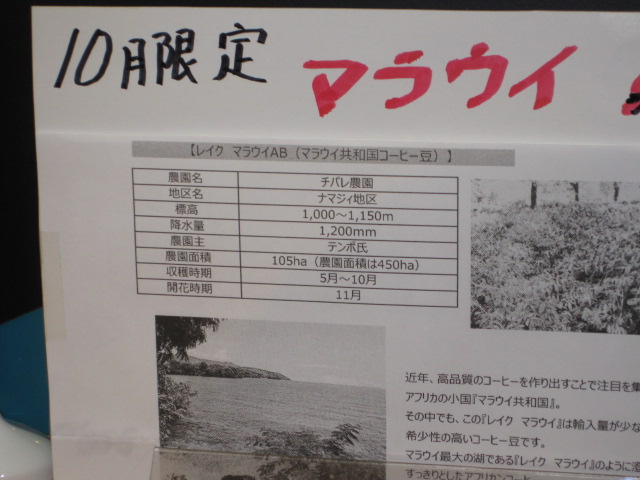 10月限定 マラウイ
【レイク マラウイAB（マラウイ共和国コーヒー豆）】
農園名 チパレ農園
地区名 ナマジィ地区
標高 1,000～1,150m
降水量 1,200mm
農園主 テンボ氏
農園面積 105ha（農園面積は450ha）
収穫時期 5月～10月
開花時期 11月
近年、高品質のコーヒーを作り出すことで注目を集
アフリカの小国『マラウイ共和国』。
その中でも、この『レイク マラウイ』は輸入量が少な
希少性の高いコーヒー豆です。
マラウイ最大の湖である『レイク マラウイ』のように澄
すっきりとしたアフリカンコーヒー